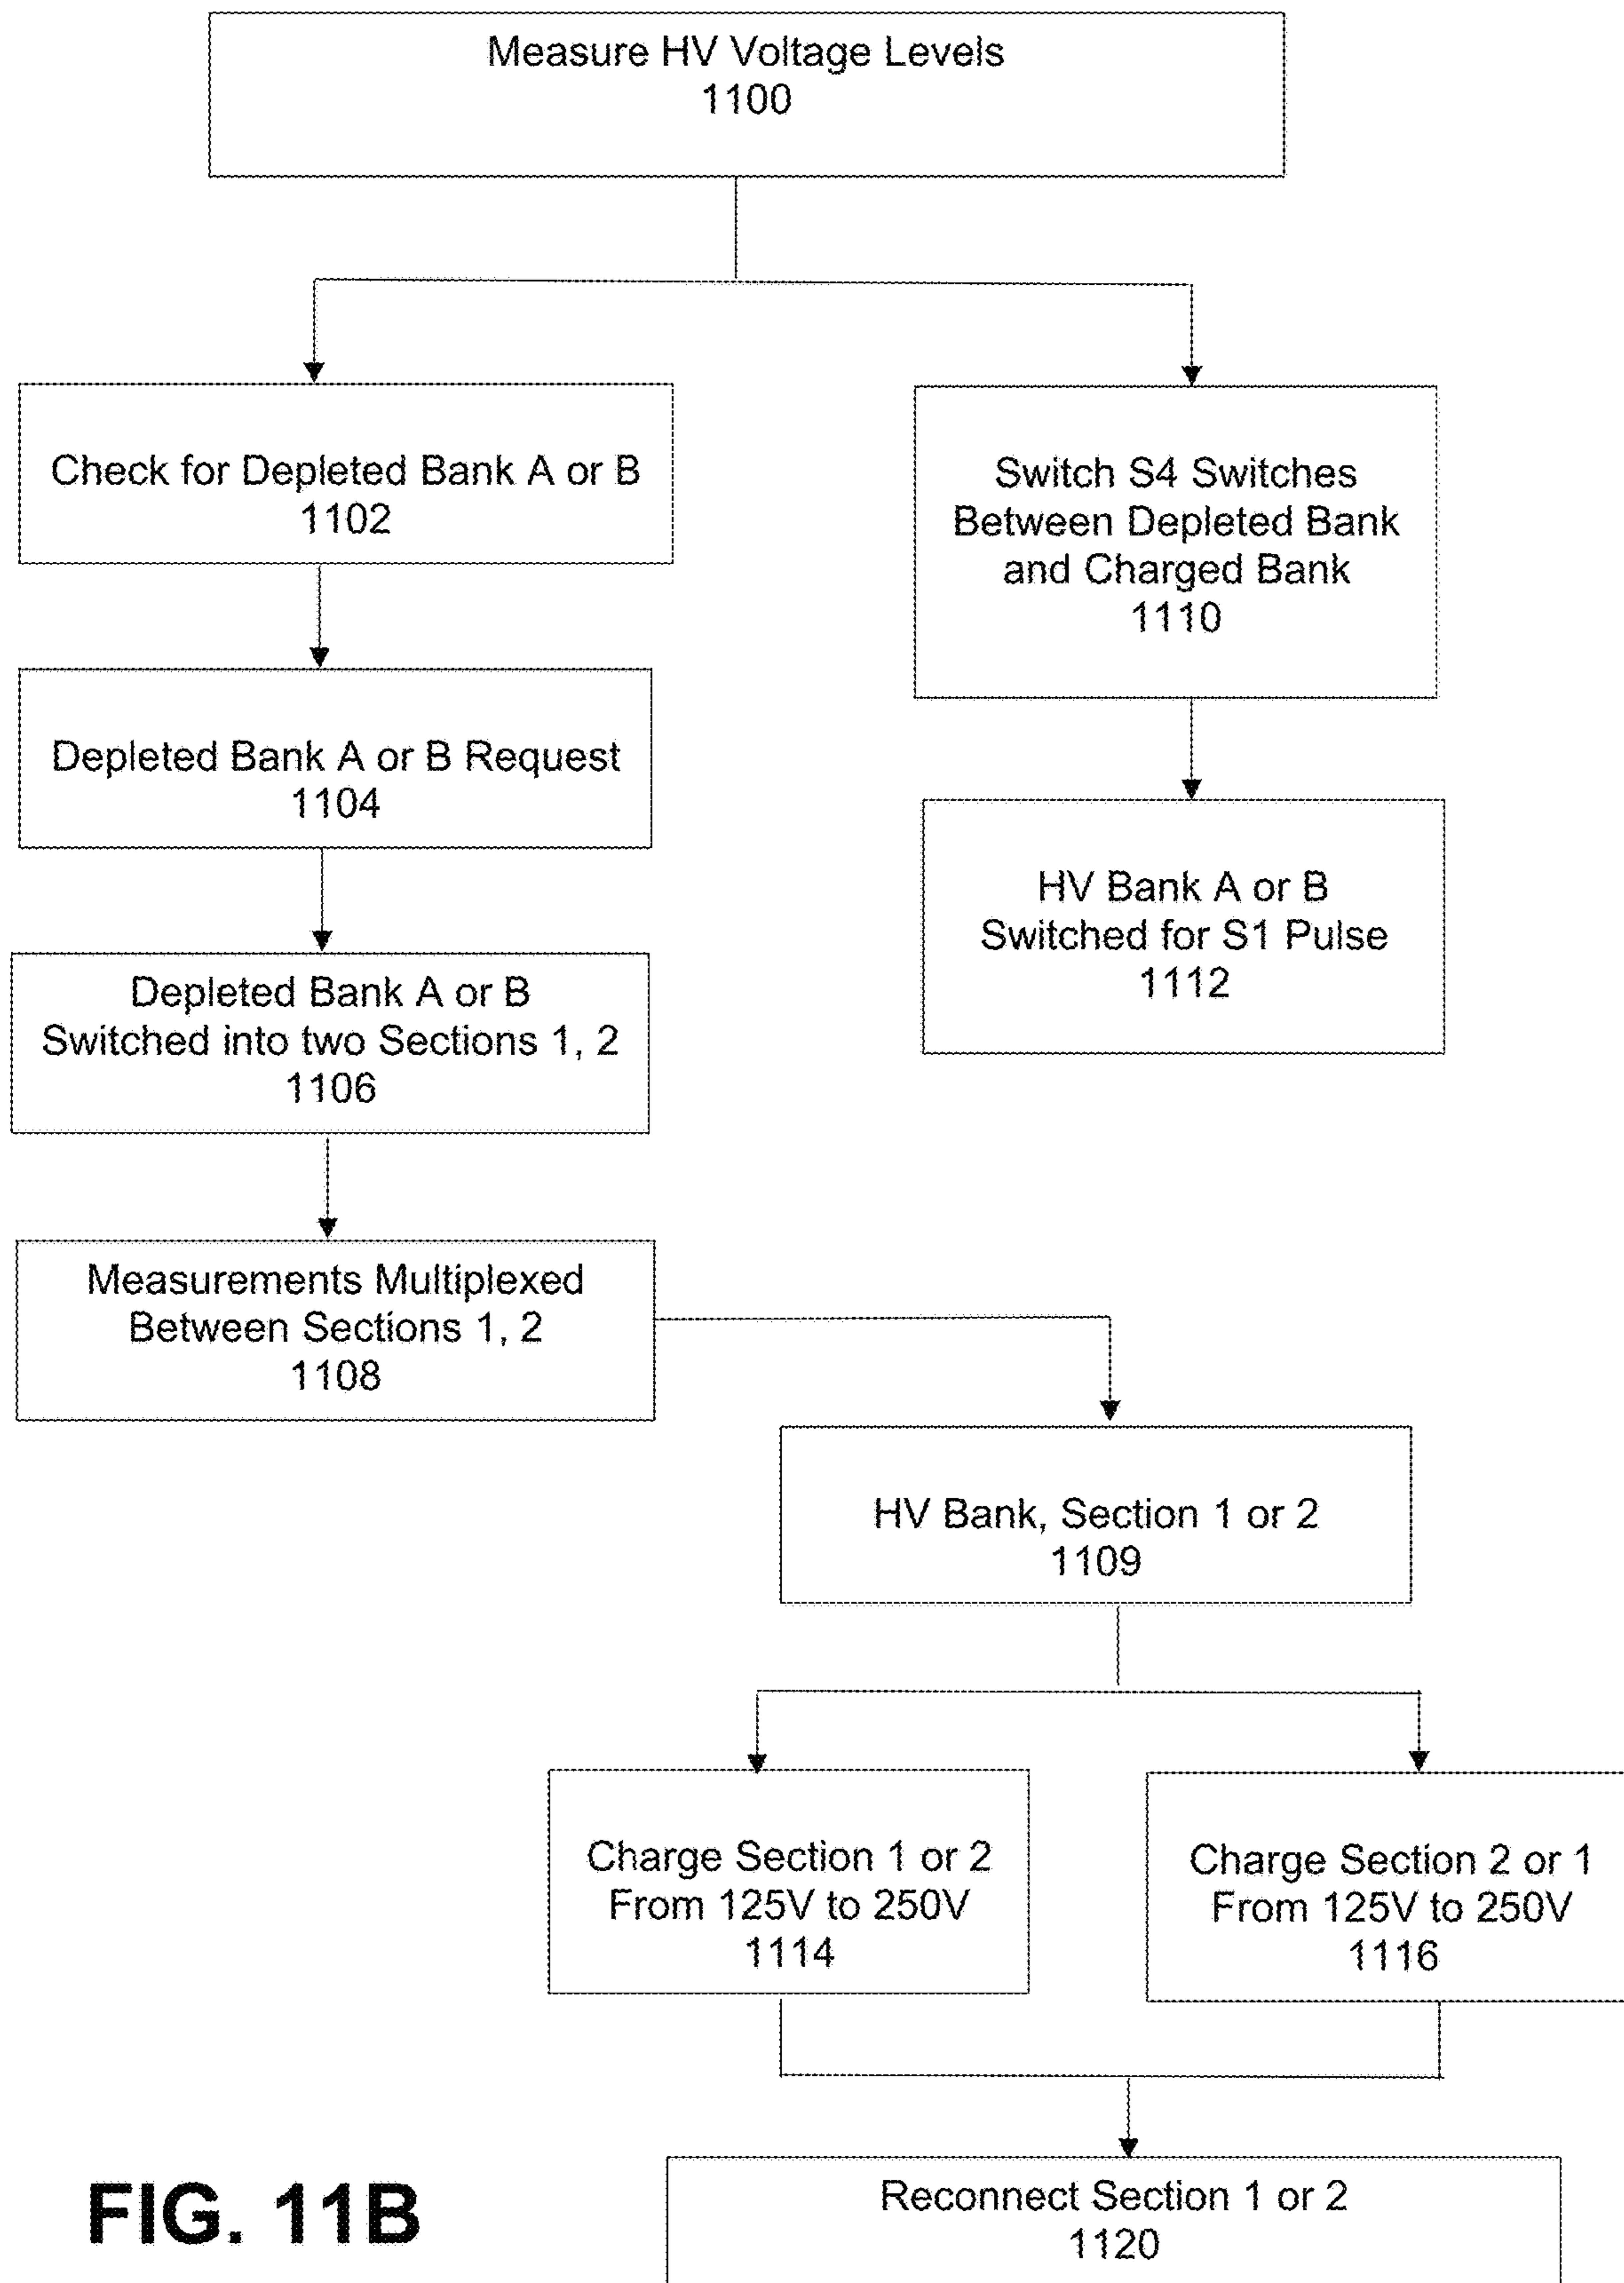 Measure HV Voltage Levels
1100
Check for Depleted Bank A or B
1102
Switch S4 Switches
Between Depleted Bank
and Charged Bank
1110
Depleted Bank A or B Request
1104
HV Bank A or B
Switched for S1 Pulse
1112
Depleted Bank A or B
Switched into two Sections 1, 2
1106
Measurements Multiplexed
Between Sections 1, 2
1108
HV Bank, Section 1 or 2
1109
Charge Section 1 or 2
From 125V to 250V
1114
Charge Section 2 or 1
From 125V to 250V
1116
Reconnect Section 1 or 2
1120
FIG. 11B